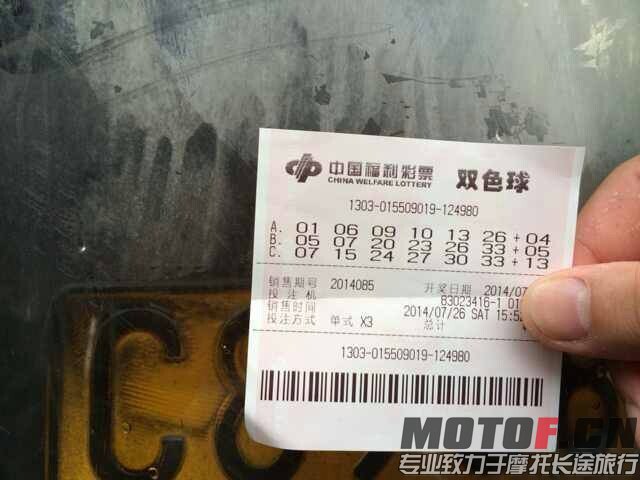 中国福利彩票 双色球
CHINA WELFARE LOTTERY
1303-015509019-124980
A. 01 06 09 10 13 26+04
B. 05 07 20 23 26 33+05
C. 07 15 24 27 30 33+13
销售期号 2014085 开奖日期 2014/07
投注机 83023416-1 01
销售时间 2014/07/26 SAT 15:52
投注方式 单式 X3 总计
1303-015509019-124980
C8
MOTOF.CN
专业致力于摩托长途旅行